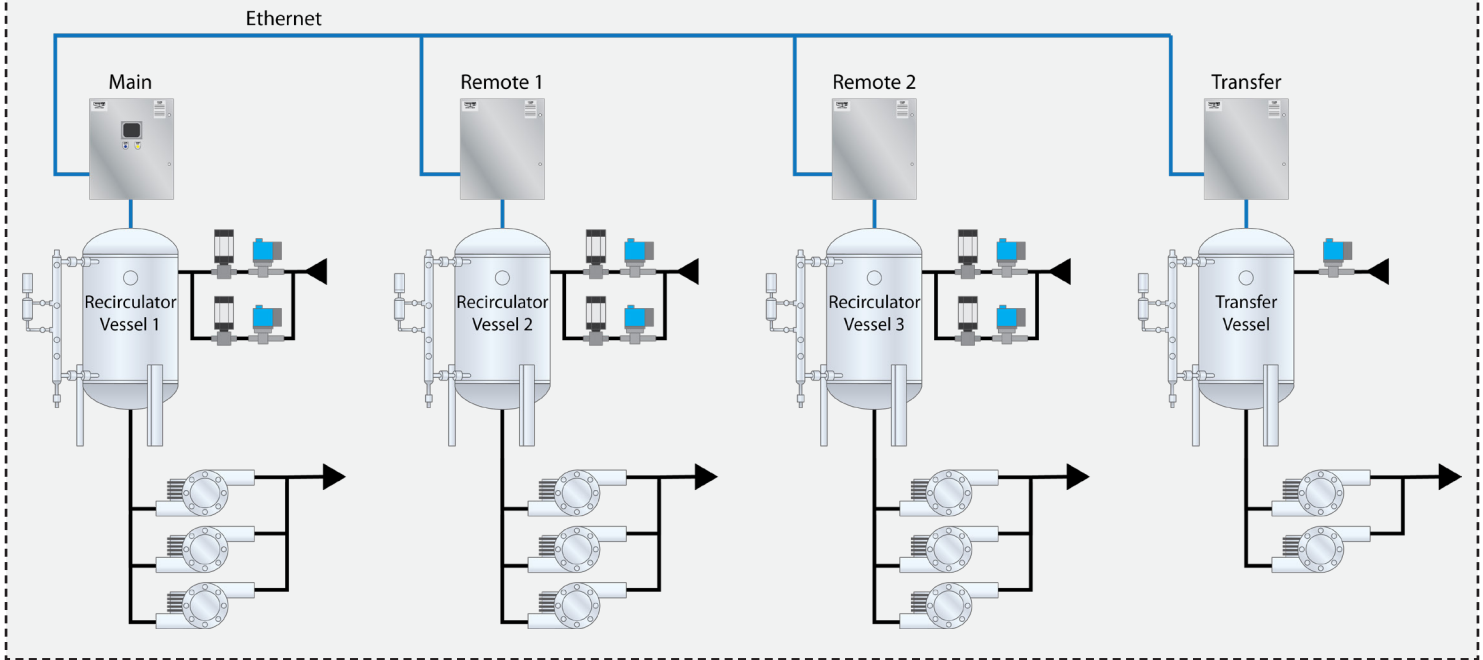 Ethernet
Main
Remote 1
Remote 2
Transfer
Recirculator
Vessel 1
Recirculator
Vessel 2
Recirculator
Vessel 3
Transfer
Vessel